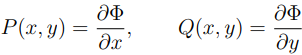 P(x, y) = ∂Φ/∂x, Q(x, y) = ∂Φ/∂y